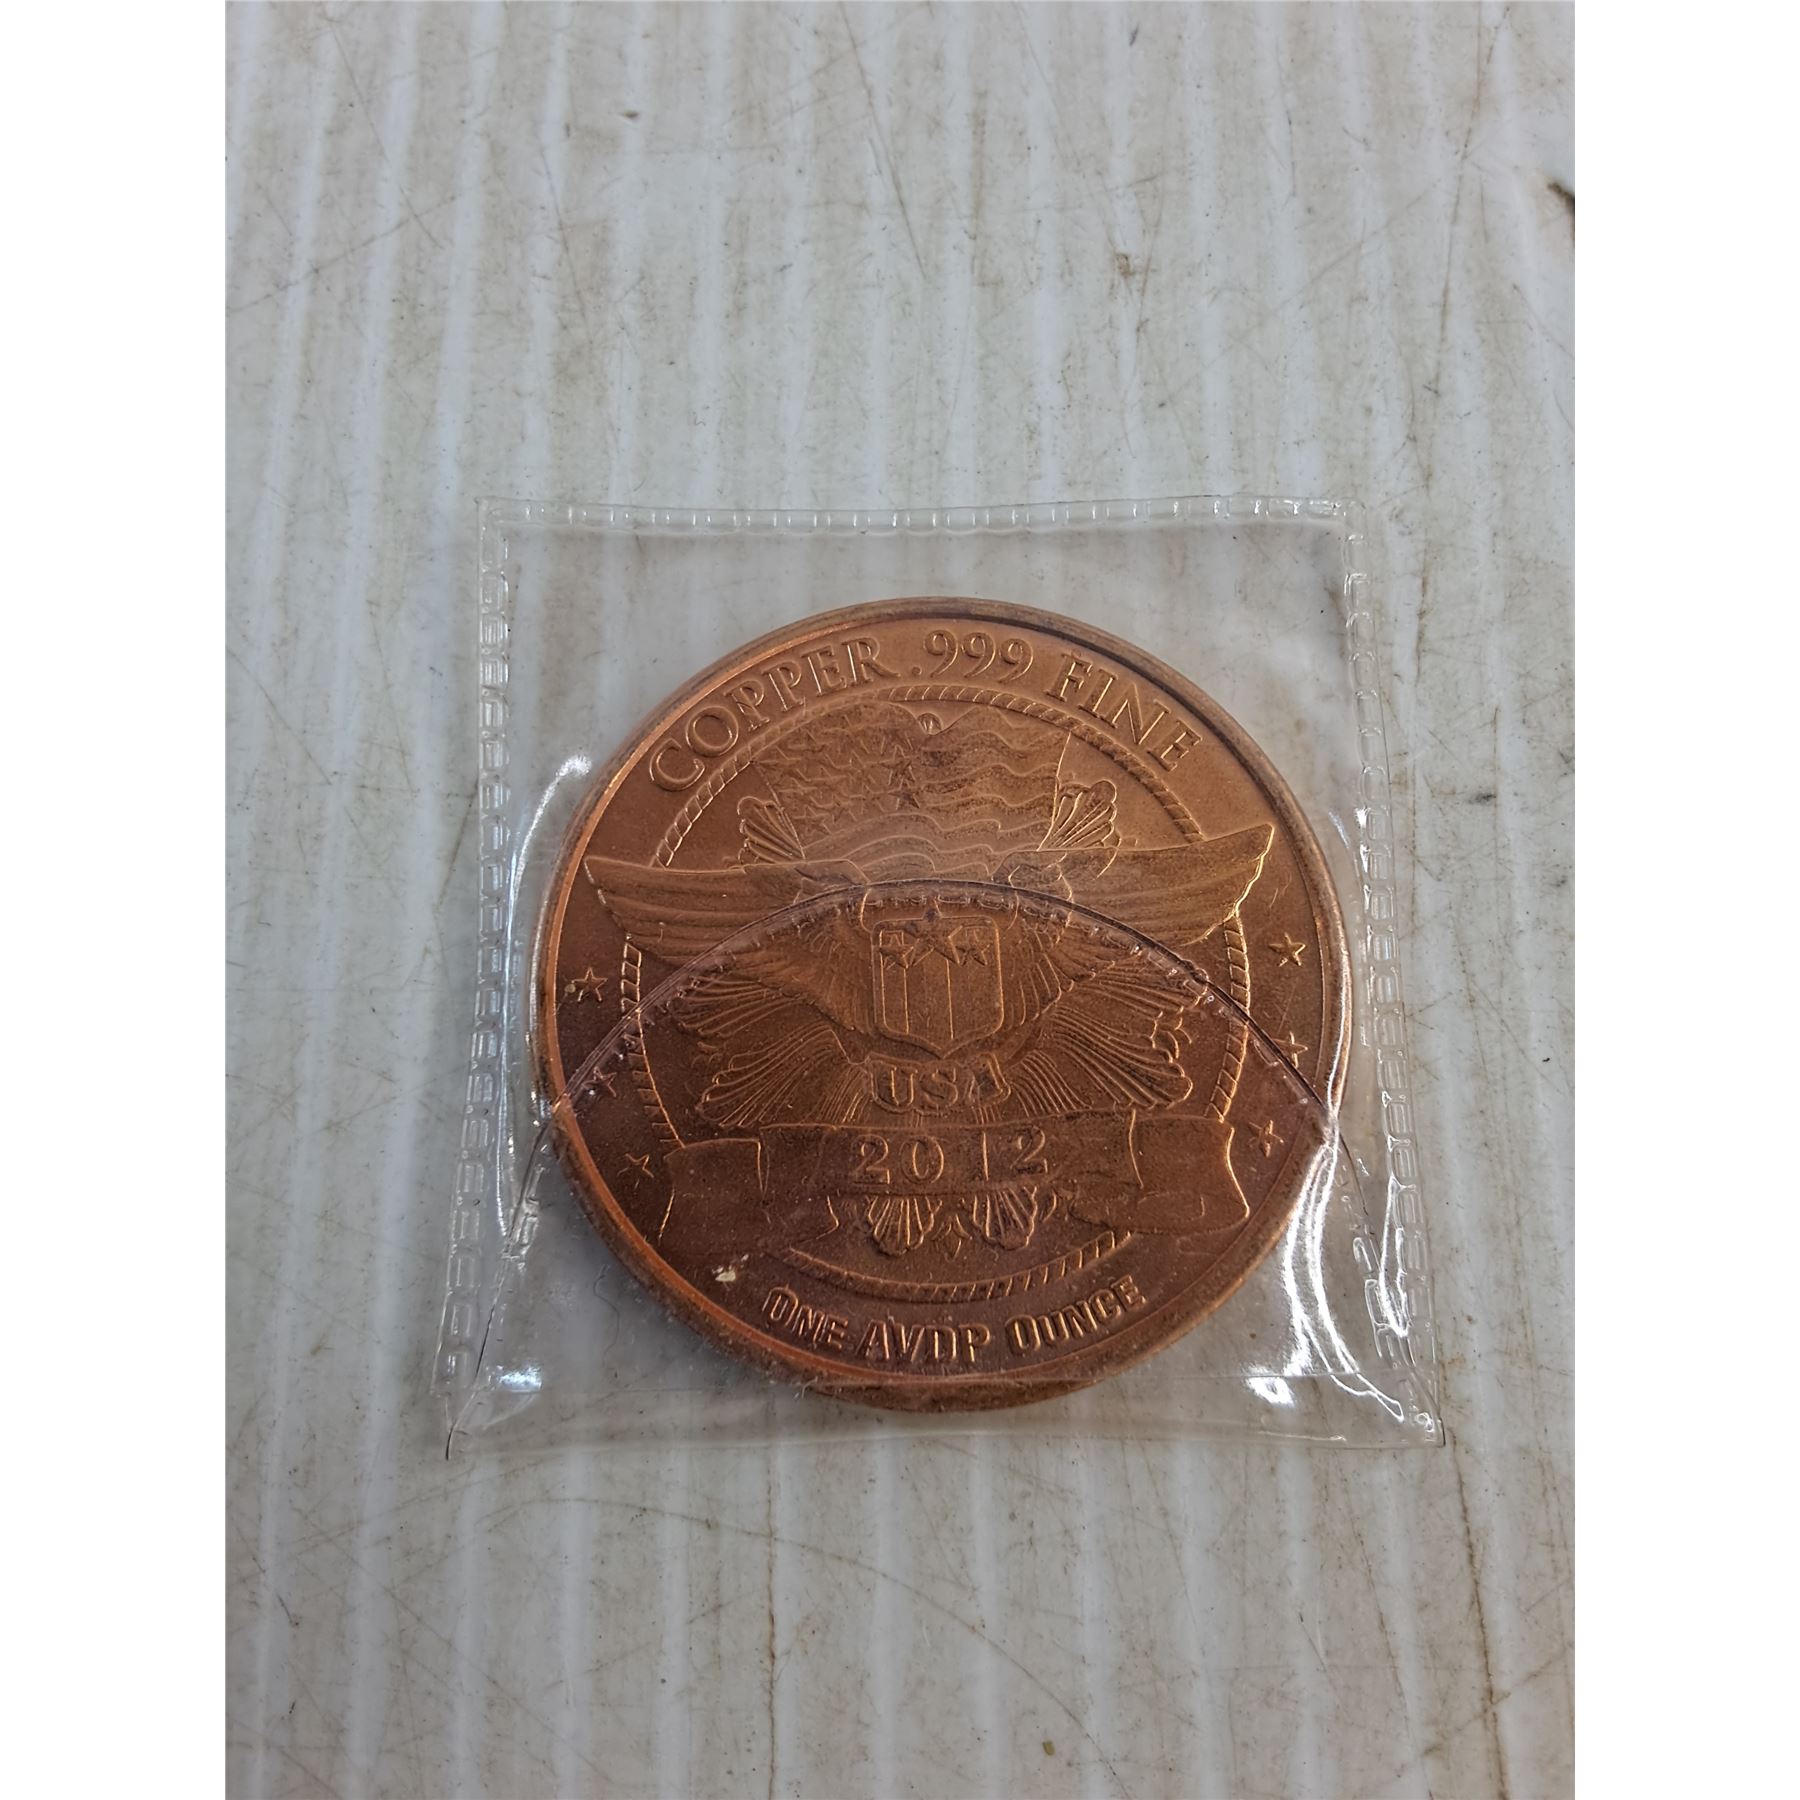 COPPER .999 FINE
USA
2012
ONE AVDP OUNCE